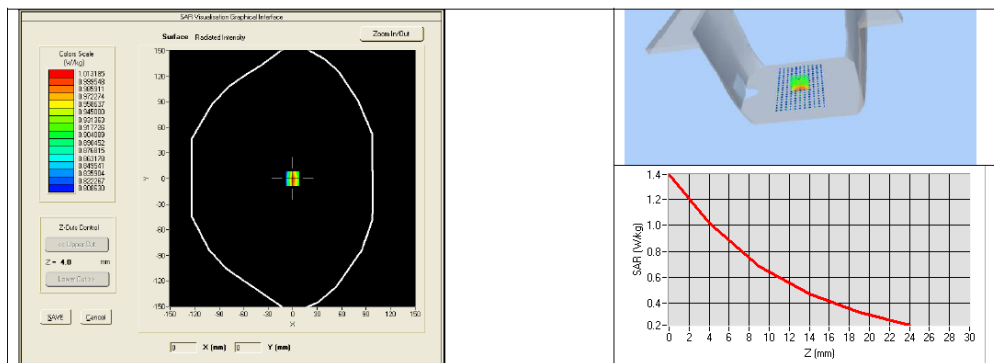 SAR Visualisation Graphical Interface
Surface Radiated Intensity
Zoom In/Out
Colors Scale
(W/kg)
1.013185
0.999548
0.985911
0.972274
0.958637
0.945000
0.931363
0.917726
0.904089
0.890452
0.876815
0.863178
0.849541
0.835904
0.822267
0.808630
Z-Cuts Control
<< Upper Cut
Z = 4.0 mm
Lower Cut >>
SAVE Cancel
150
120
90
60
30
0
-30
-60
-90
-120
-150
Y
-150 -120 -90 -60 -30 0 30 60 90 120 150
X
0 X (mm) 0 Y (mm)
1.4
1.2
1.0
0.8
0.6
0.4
0.2
SAR (W/kg)
0 2 4 6 8 10 12 14 16 18 20 22 24 26 28 30
Z (mm)